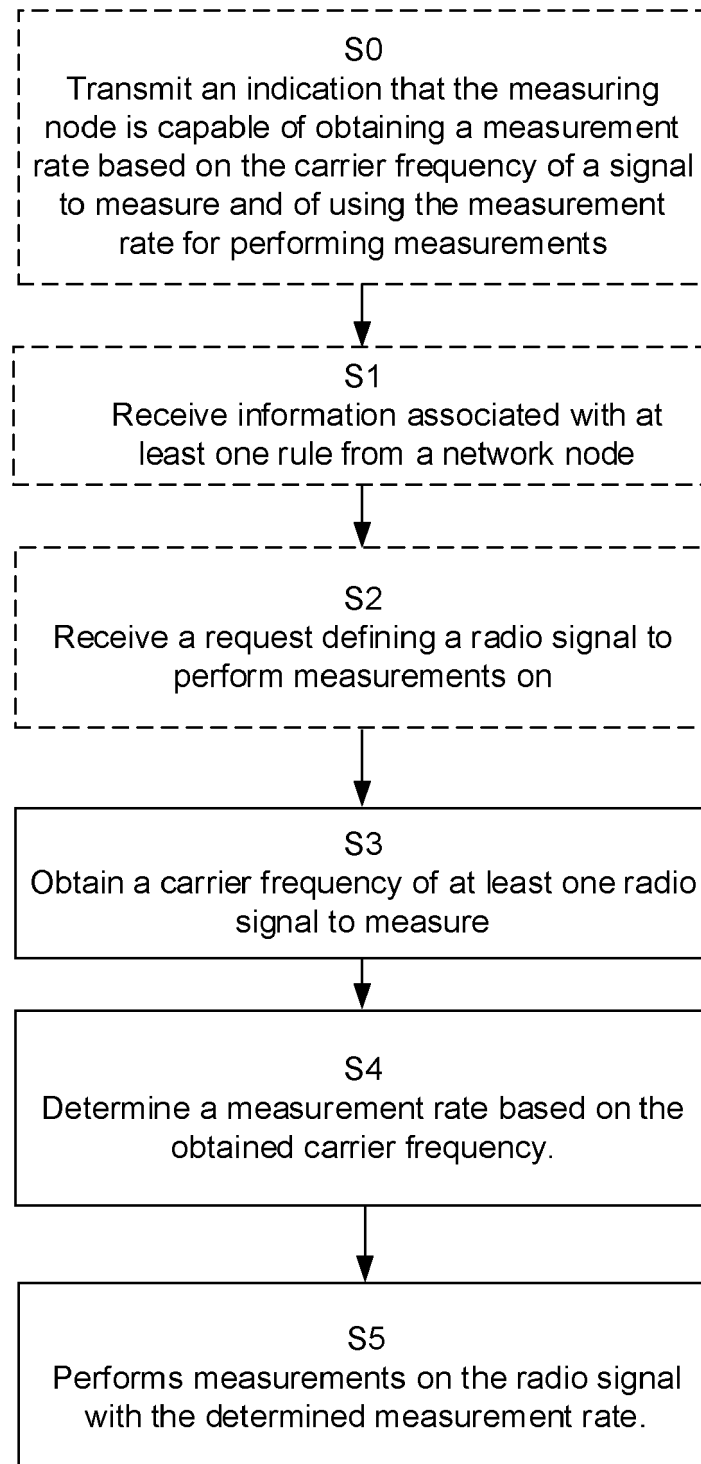 S0
Transmit an indication that the measuring
node is capable of obtaining a measurement
rate based on the carrier frequency of a signal
to measure and of using the measurement
rate for performing measurements
S1
Receive information associated with at
least one rule from a network node
S2
Receive a request defining a radio signal to
perform measurements on
S3
Obtain a carrier frequency of at least one radio
signal to measure
S4
Determine a measurement rate based on the
obtained carrier frequency.
S5
Performs measurements on the radio signal
with the determined measurement rate.